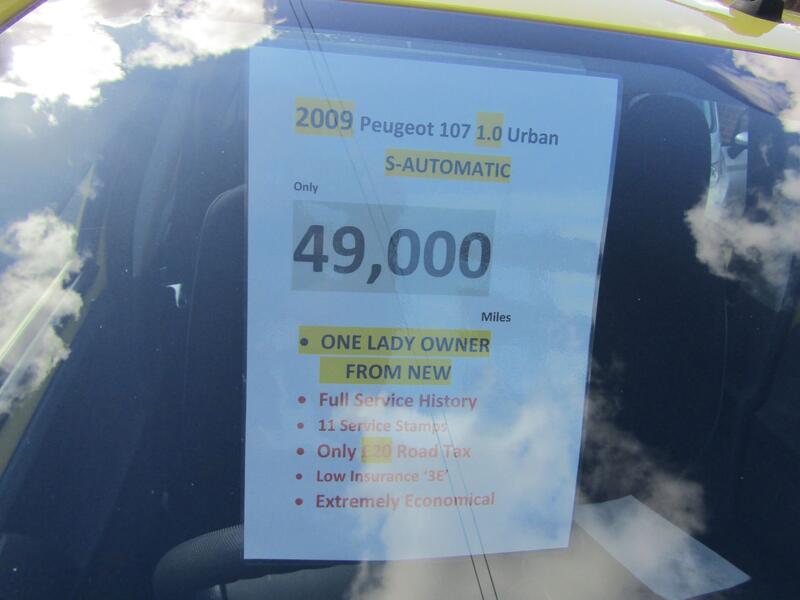 2009 Peugeot 107 1.0 Urban
S-AUTOMATIC
Only
49,000
Miles
• ONE LADY OWNER
FROM NEW
• Full Service History
• 11 Service Stamps
• Only £20 Road Tax
• Low Insurance ‘3E’
• Extremely Economical